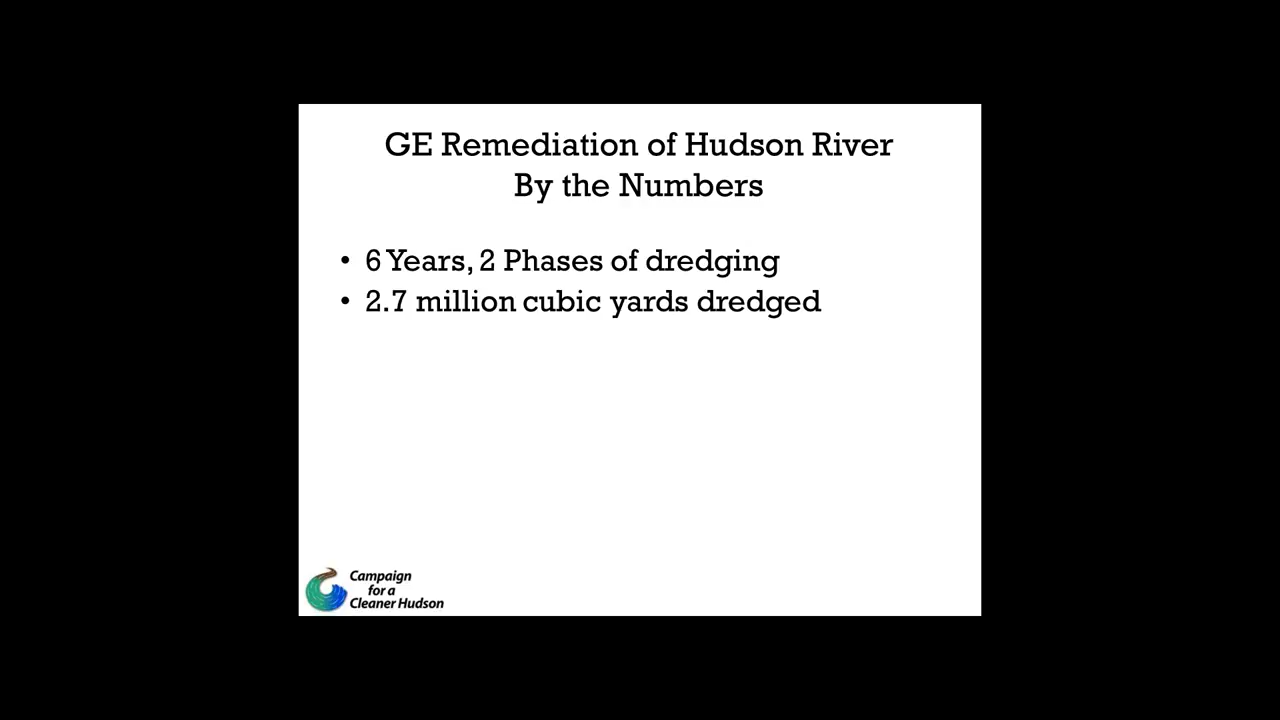 GE Remediation of Hudson River
By the Numbers
• 6 Years, 2 Phases of dredging
• 2.7 million cubic yards dredged
Campaign
for a
Cleaner Hudson